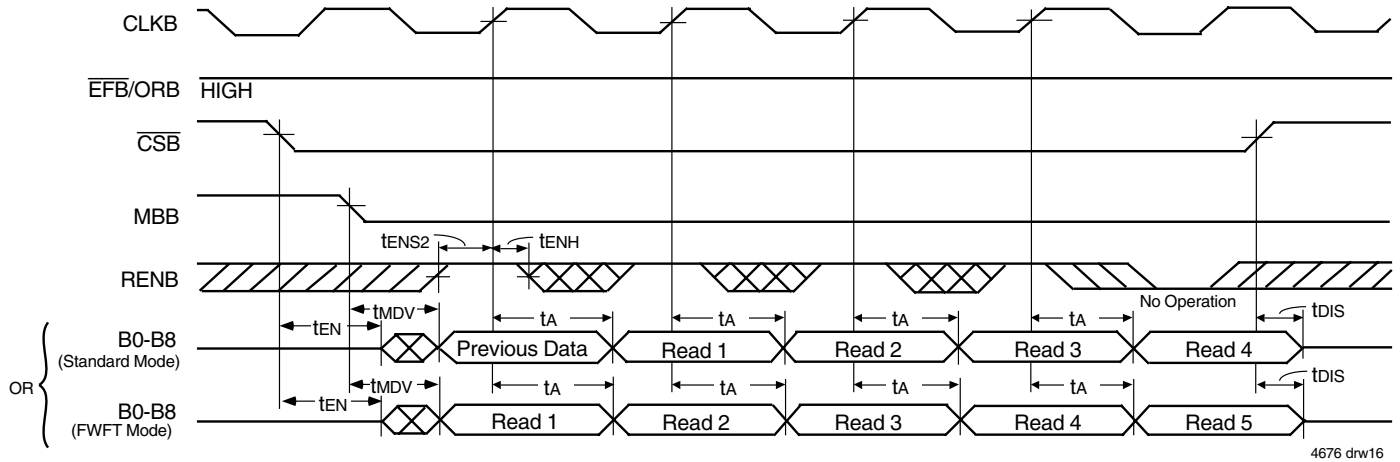 CLKB
EFB/ORB HIGH
CSB
MBB
tENS2 tENH
RENB
No Operation
tEN tMDV tA tA tA tA tDIS
B0-B8 Previous Data Read 1 Read 2 Read 3 Read 4
(Standard Mode)
OR
tEN tMDV tA tA tA tA tDIS
B0-B8 Read 1 Read 2 Read 3 Read 4 Read 5
(FWFT Mode)
4676 drw16